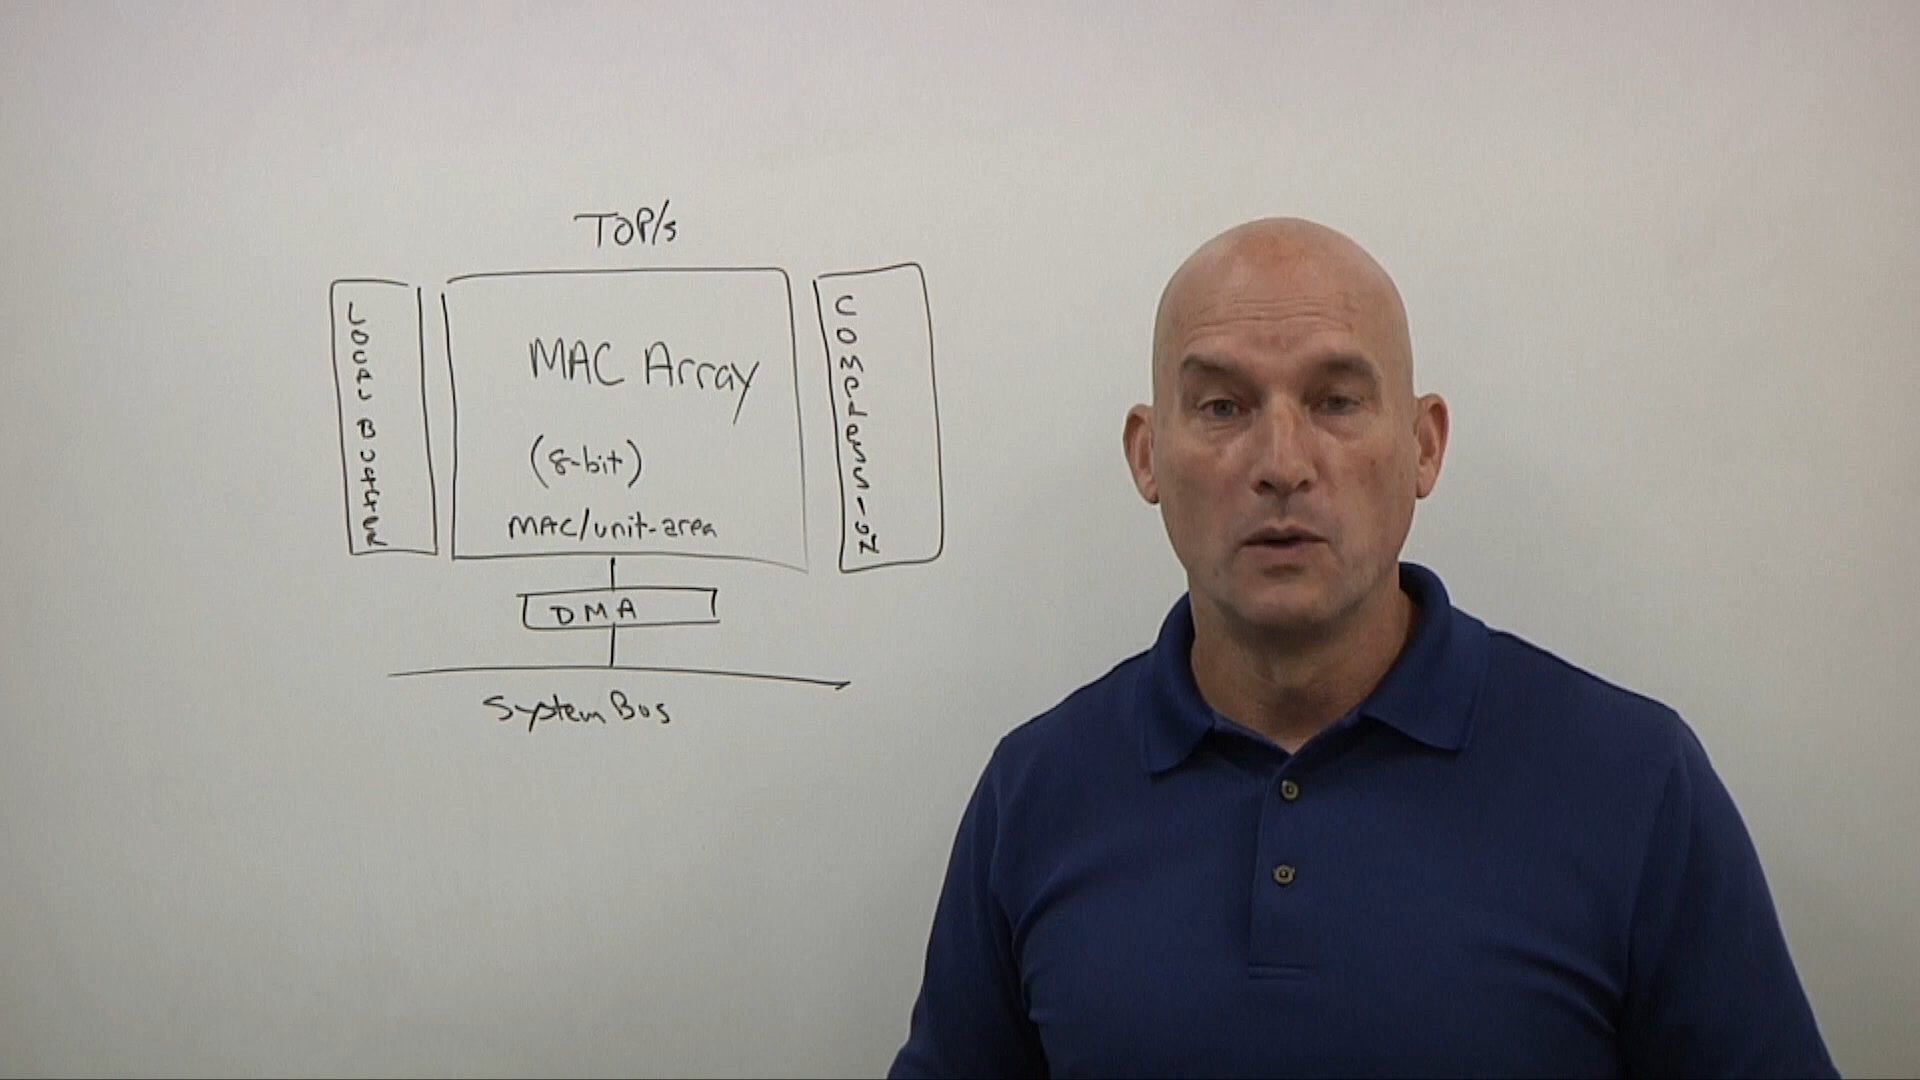 TOP/s
LOCAL BUFFER
MAC Array
(8-bit)
MAC/unit-area
COMPRESSION
DMA
System Bus